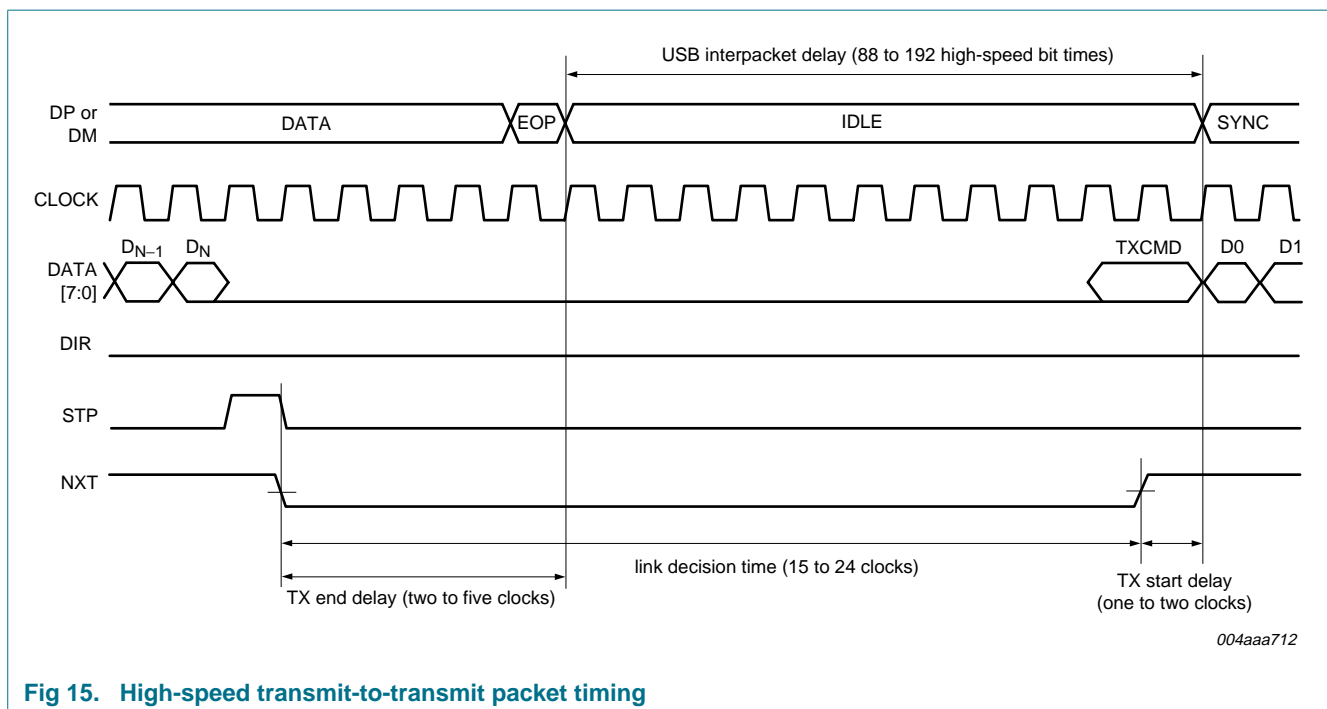 USB interpacket delay (88 to 192 high-speed bit times)
DP or
DM
DATA
EOP
IDLE
SYNC
CLOCK
DN−1
DN
TXCMD
D0
D1
DATA
[7:0]
DIR
STP
NXT
link decision time (15 to 24 clocks)
TX end delay (two to five clocks)
TX start delay
(one to two clocks)
004aaa712
Fig 15. High-speed transmit-to-transmit packet timing